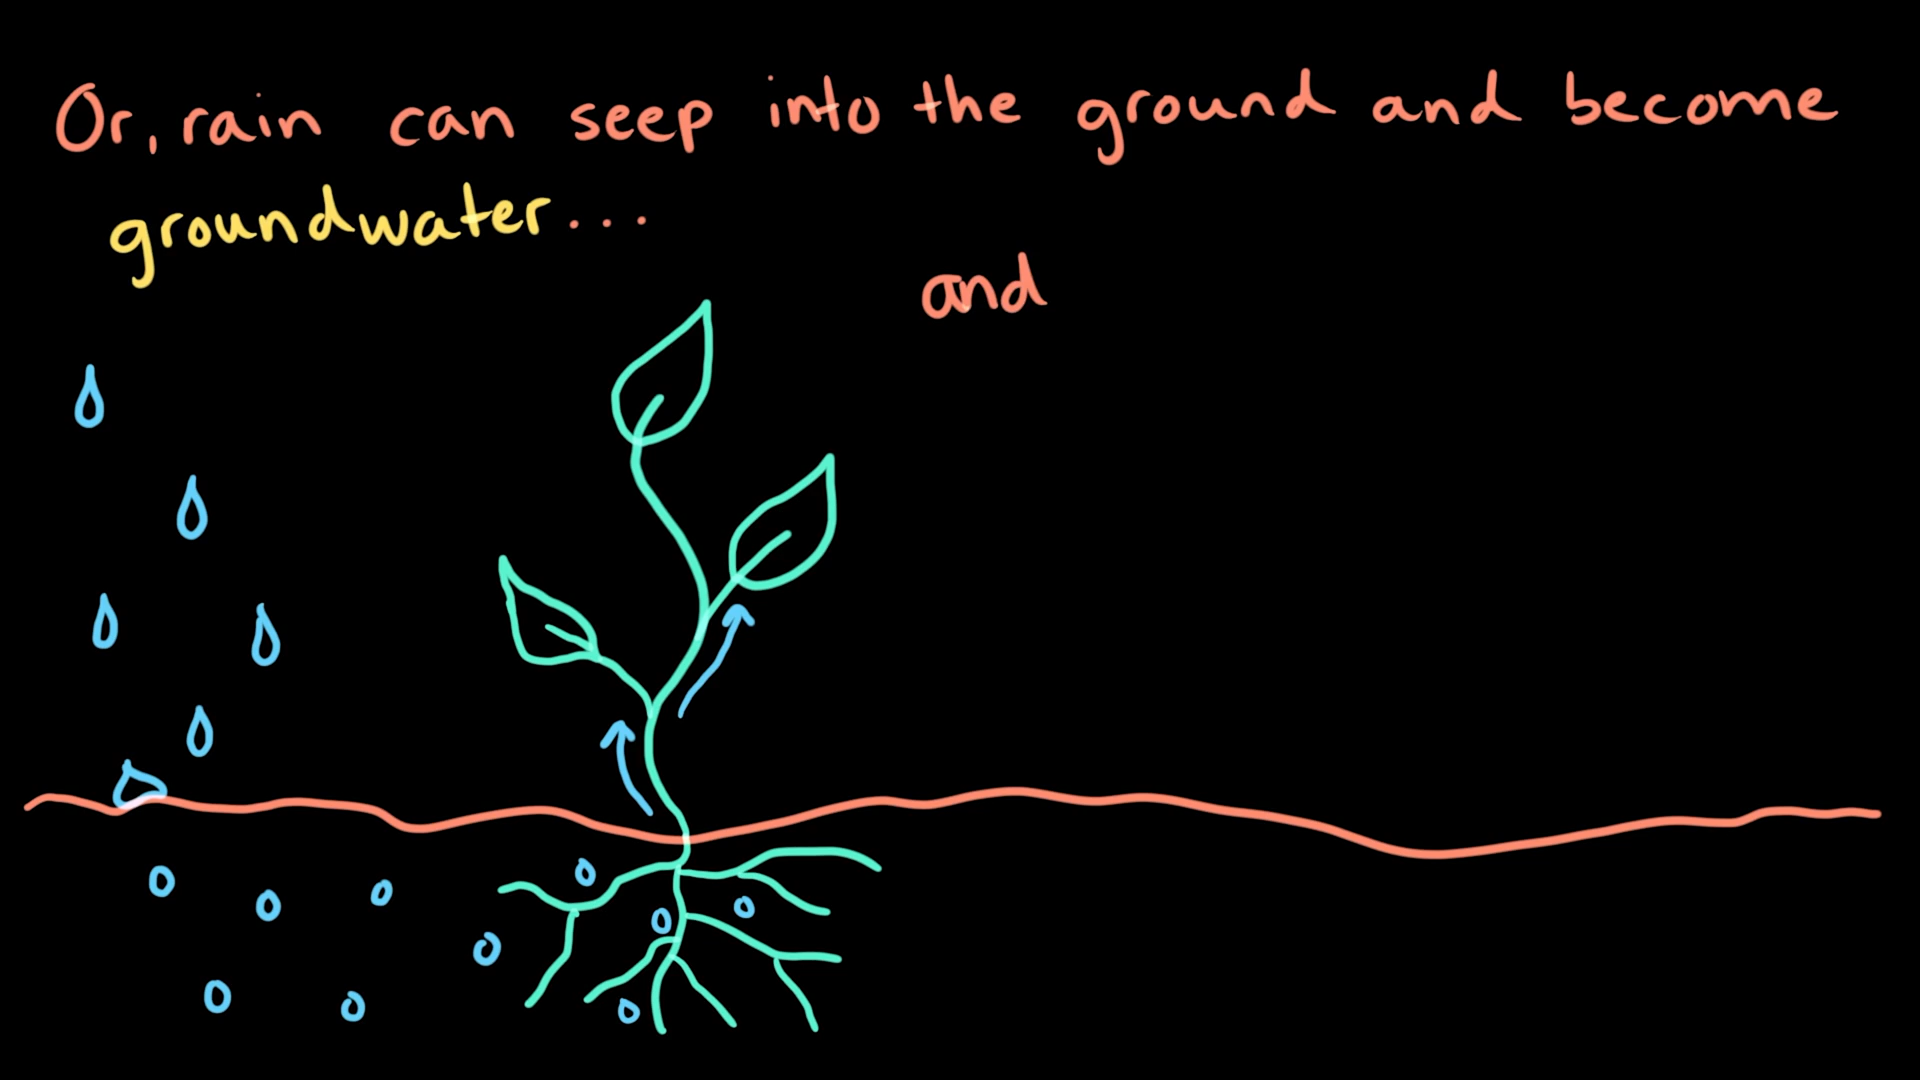 Or, rain can seep into the ground and become
groundwater...
and